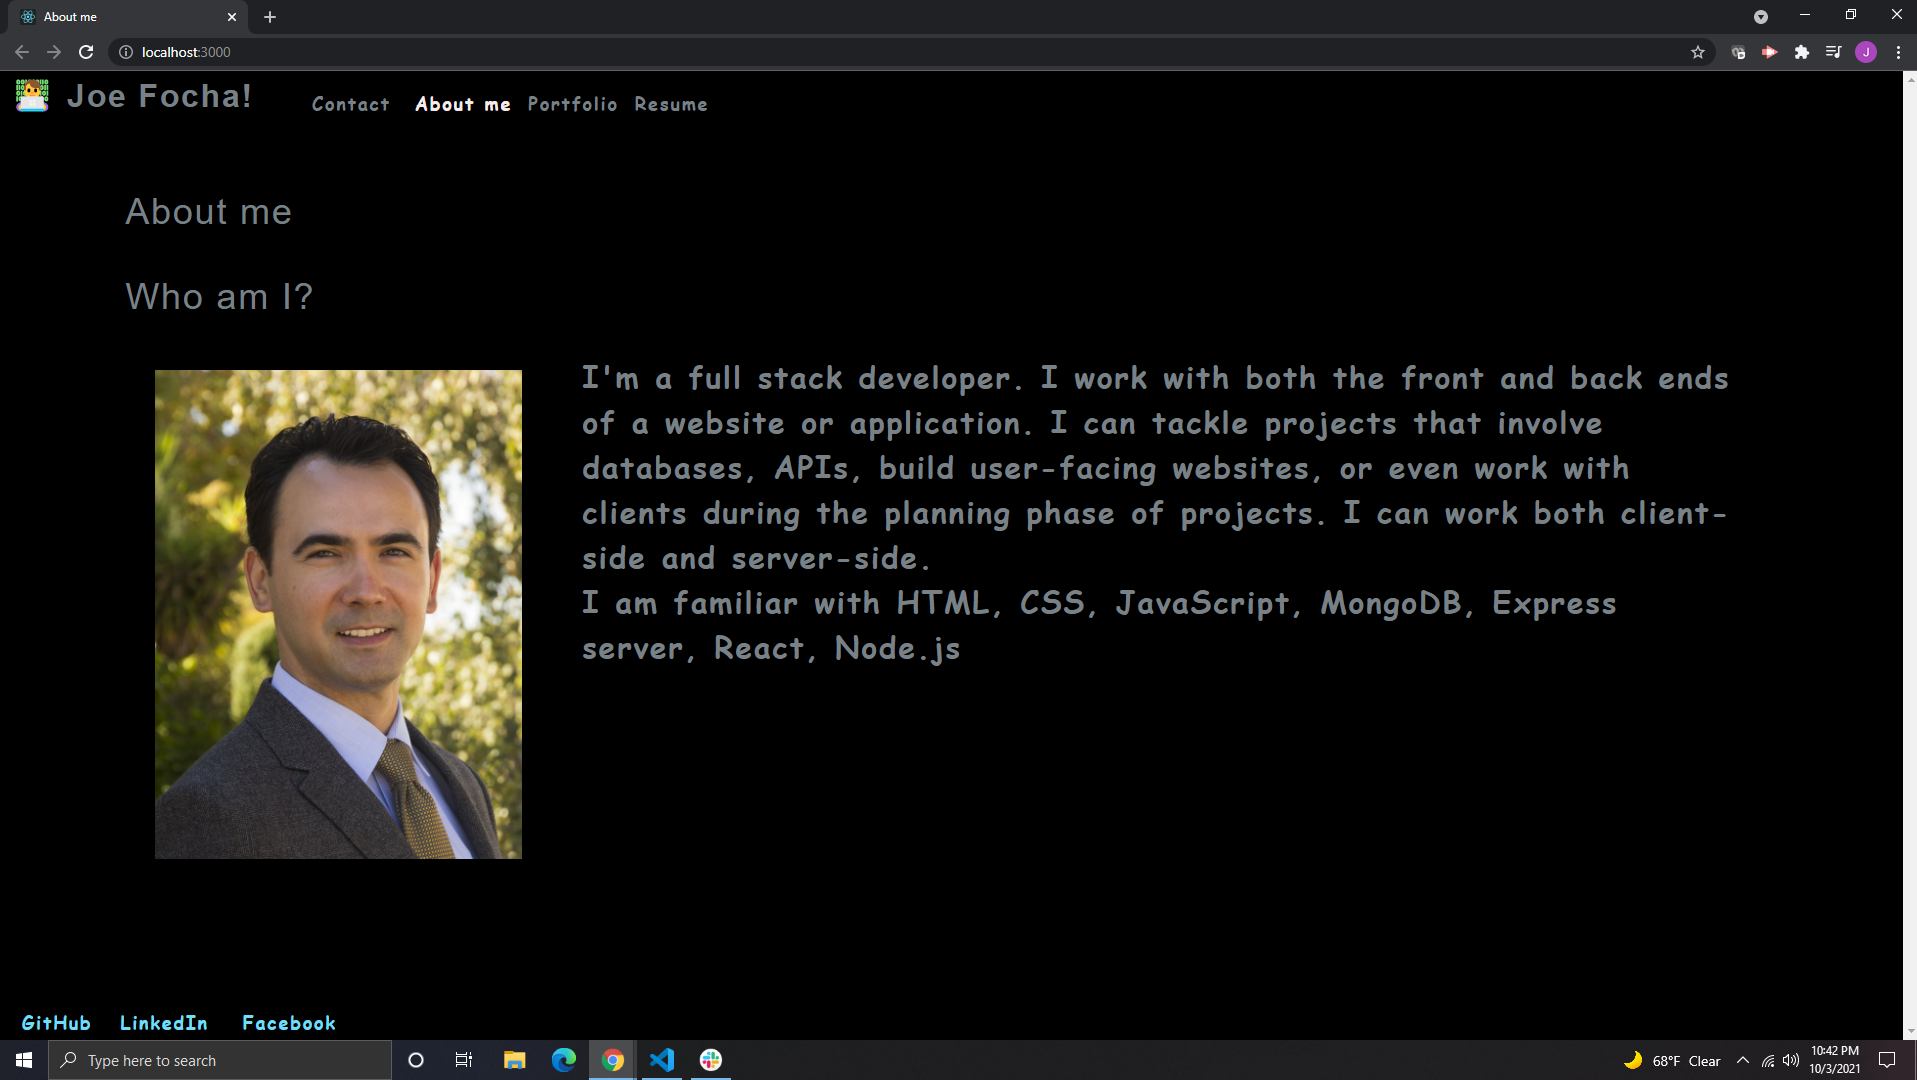 About me
localhost:3000
J
Joe Focha!
Contact About me Portfolio Resume
About me
Who am I?
I'm a full stack developer. I work with both the front and back ends
of a website or application. I can tackle projects that involve
databases, APIs, build user-facing websites, or even work with
clients during the planning phase of projects. I can work both client-
side and server-side.
I am familiar with HTML, CSS, JavaScript, MongoDB, Express
server, React, Node.js
GitHub LinkedIn Facebook
Type here to search
68°F Clear
10:42 PM
10/3/2021